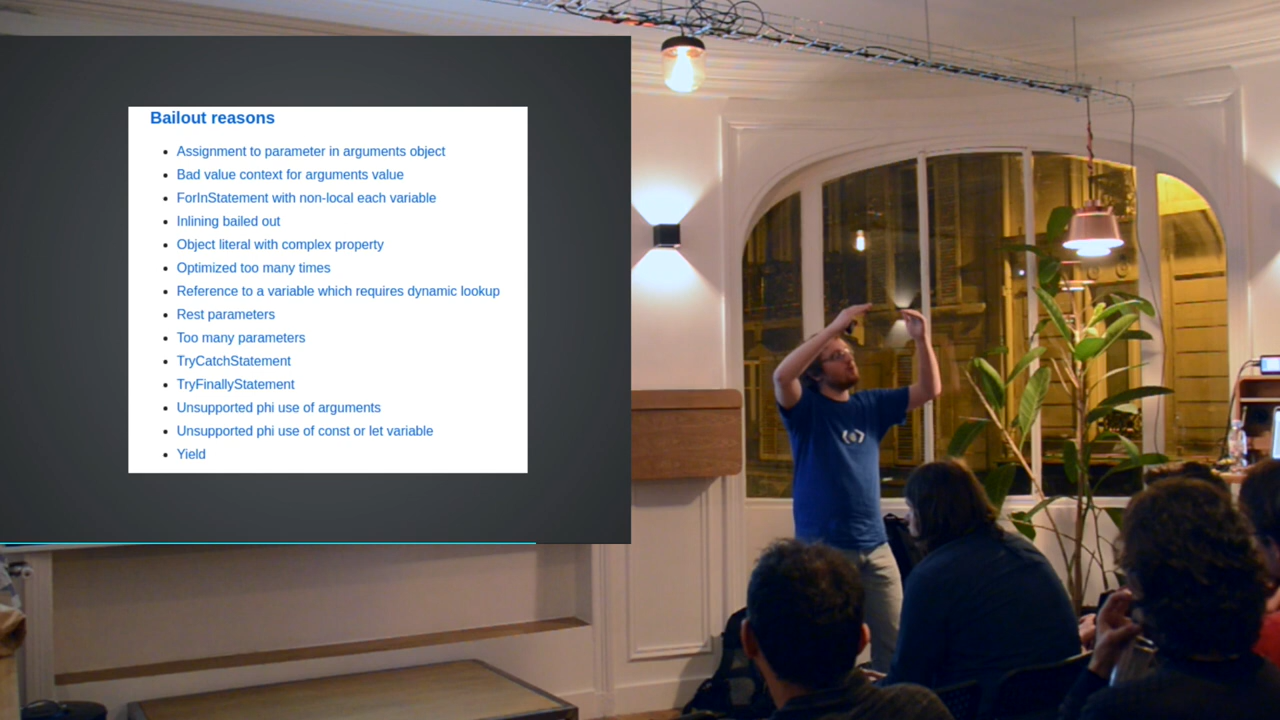 Bailout reasons
Assignment to parameter in arguments object
Bad value context for arguments value
ForInStatement with non-local each variable
Inlining bailed out
Object literal with complex property
Optimized too many times
Reference to a variable which requires dynamic lookup
Rest parameters
Too many parameters
TryCatchStatement
TryFinallyStatement
Unsupported phi use of arguments
Unsupported phi use of const or let variable
Yield